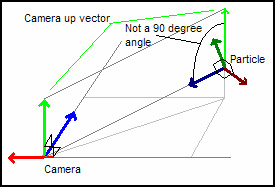 Camera up vector
Not a 90 degree
angle
Particle
Camera